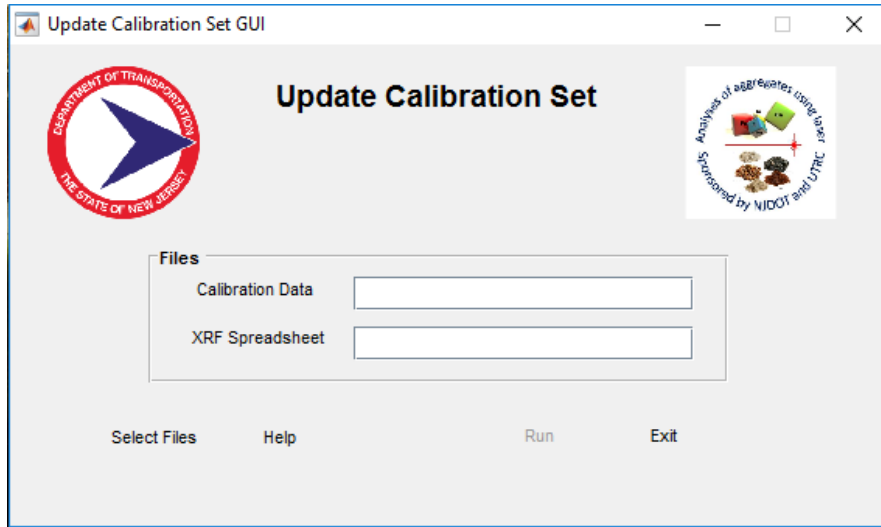 Update Calibration Set GUI
DEPARTMENT OF TRANSPORTATION
THE STATE OF NEW JERSEY
Update Calibration Set
Analyses of aggregates using laser
Sponsored by NJDOT and UTRC
Files
Calibration Data
XRF Spreadsheet
Select Files Help Run Exit